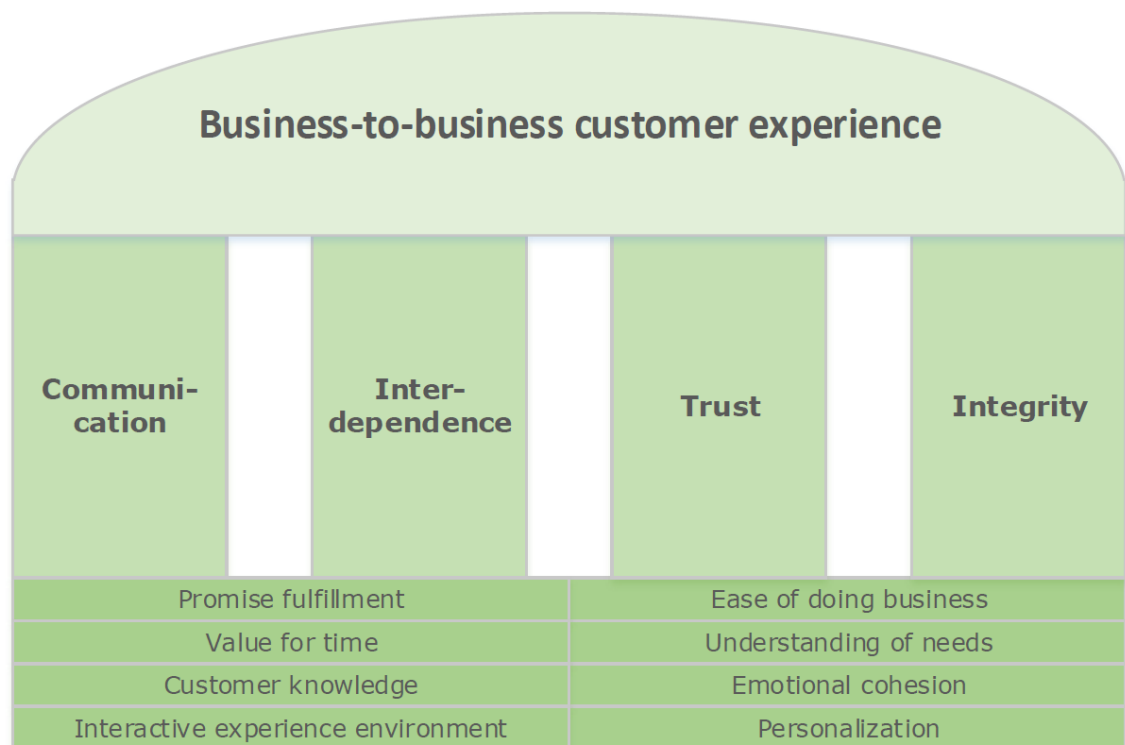 Business-to-business customer experience
Communi-
cation
Inter-
dependence
Trust
Integrity
Promise fulfillment
Ease of doing business
Value for time
Understanding of needs
Customer knowledge
Emotional cohesion
Interactive experience environment
Personalization